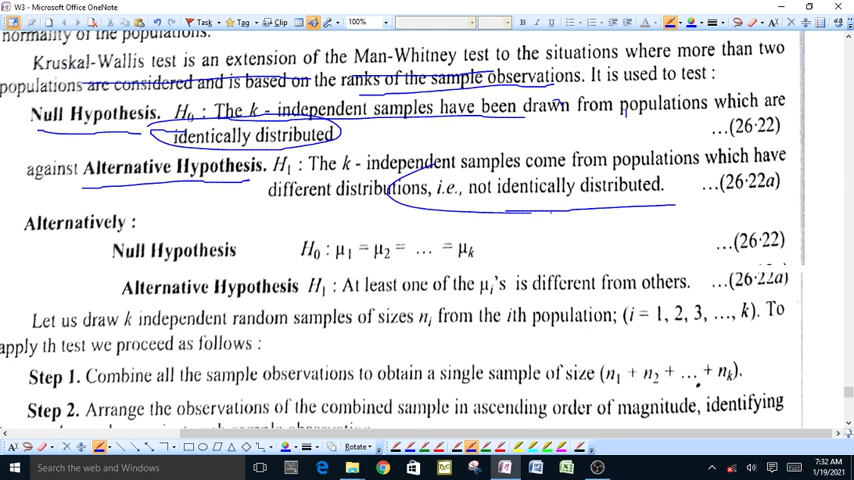 W3 - Microsoft Office OneNote
Task
Tag
Clip
100%
B I U
normality of the populations.
Kruskal-Wallis test is an extension of the Man-Whitney test to the situations where more than two
populations are considered and is based on the ranks of the sample observations. It is used to test :
Null Hypothesis. H0 : The k - independent samples have been drawn from populations which are
identically distributed ...(26·22)
against Alternative Hypothesis. H1 : The k - independent samples come from populations which have
different distributions, i.e., not identically distributed. ...(26·22a)
Alternatively :
Null Hypothesis H0 : μ1 = μ2 = ... = μk ...(26·22)
Alternative Hypothesis H1 : At least one of the μi's is different from others. ...(26·22a)
Let us draw k independent random samples of sizes ni from the ith population; (i = 1, 2, 3, ..., k). To
apply th test we proceed as follows :
Step 1. Combine all the sample observations to obtain a single sample of size (n1 + n2 + ... + nk).
Step 2. Arrange the observations of the combined sample in ascending order of magnitude, identifying
Rotate
Search the web and Windows
7:32 AM
1/19/2021